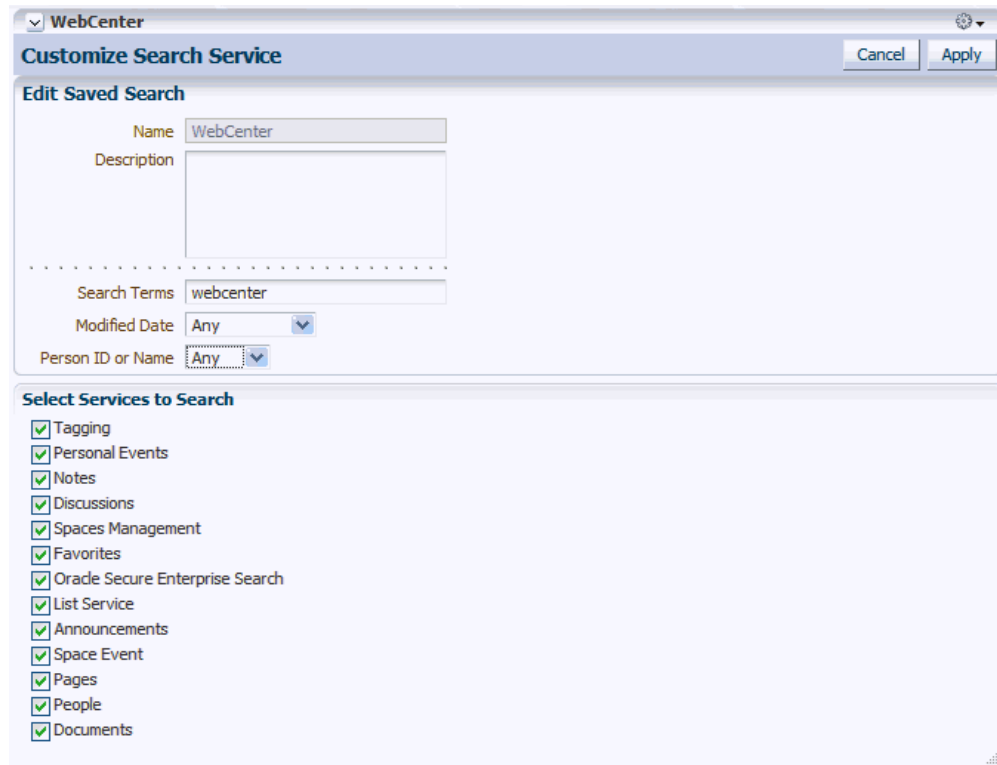 WebCenter
Customize Search Service Cancel Apply
Edit Saved Search
Name WebCenter
Description
Search Terms webcenter
Modified Date Any
Person ID or Name Any
Select Services to Search
Tagging
Personal Events
Notes
Discussions
Spaces Management
Favorites
Oracle Secure Enterprise Search
List Service
Announcements
Space Event
Pages
People
Documents